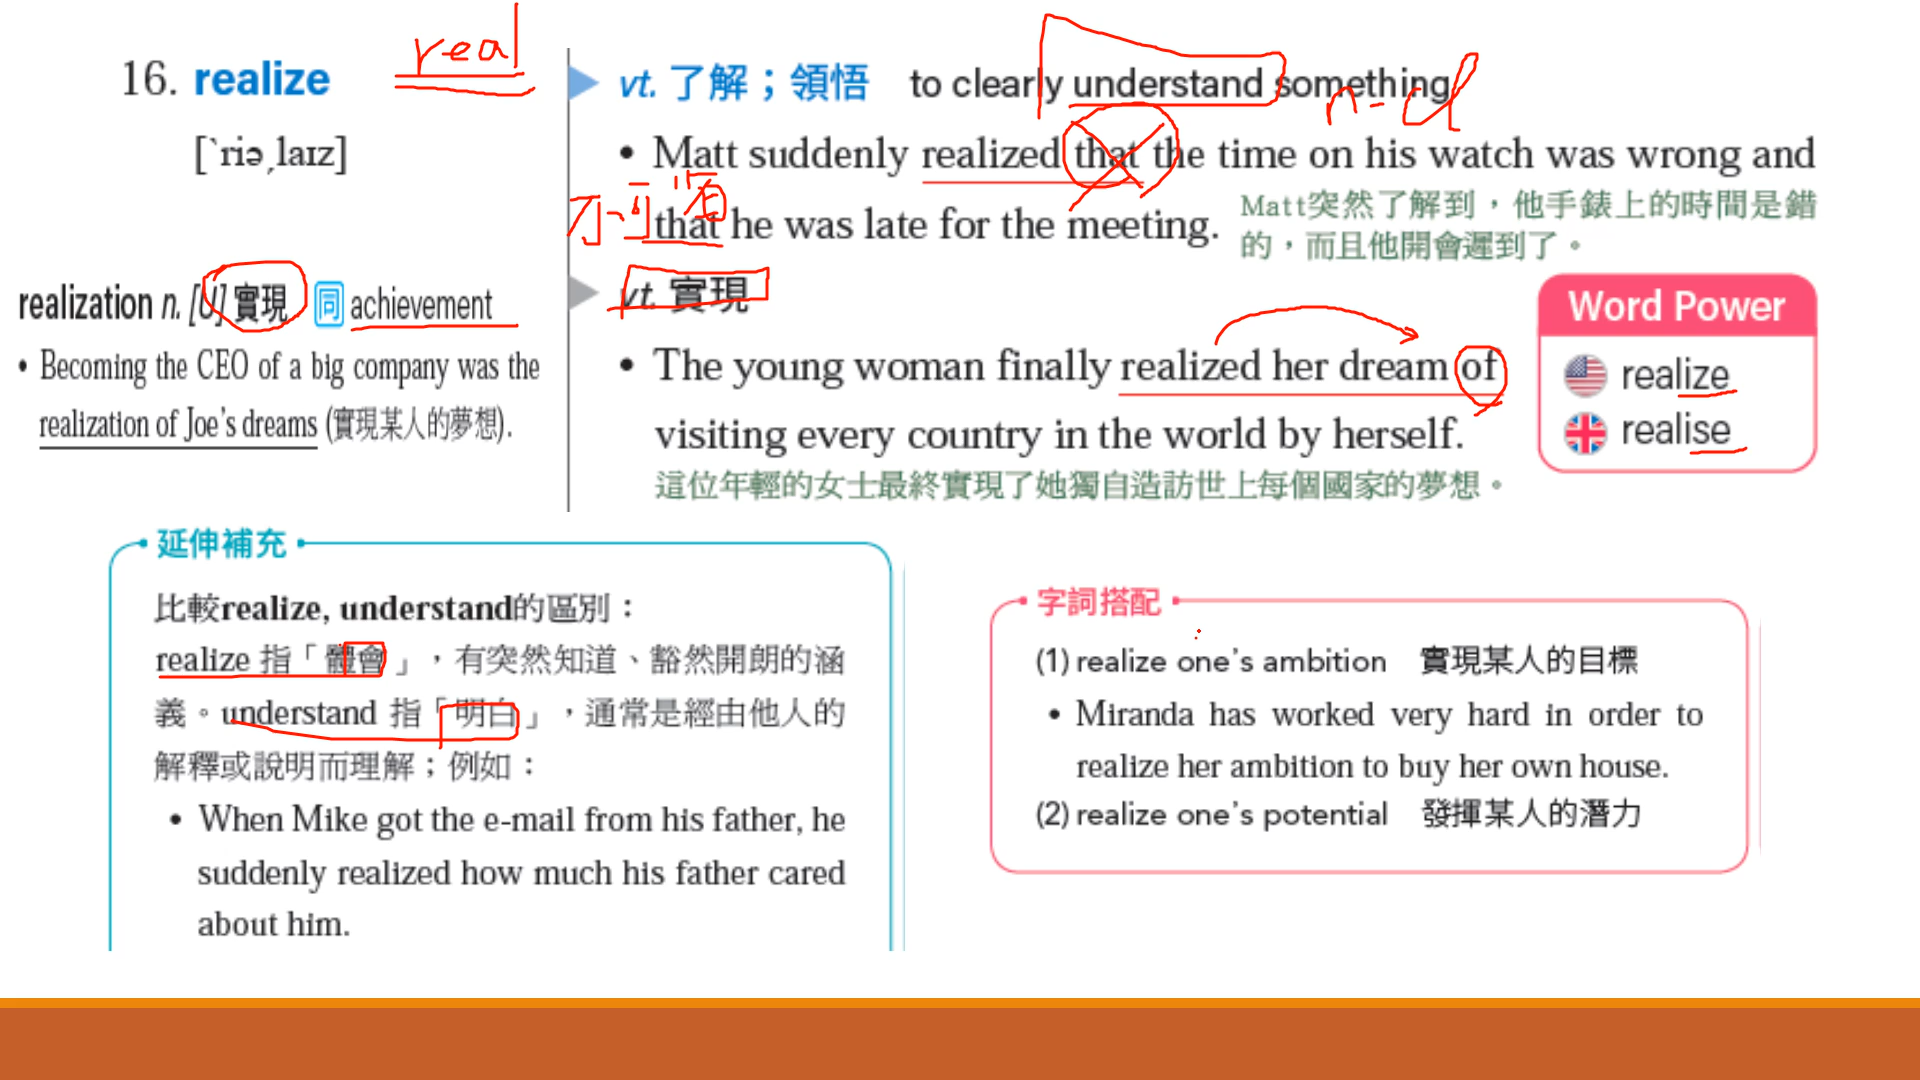 16. realize
real
[ˋriə͵laɪz]
vt. 了解；領悟 to clearly understand something
n-cl
• Matt suddenly realized that the time on his watch was wrong and
不可省
that he was late for the meeting.
Matt突然了解到，他手錶上的時間是錯
的，而且他開會遲到了。
realization n. [U] 實現 同 achievement
• Becoming the CEO of a big company was the
realization of Joe's dreams (實現某人的夢想).
vt. 實現
• The young woman finally realized her dream of
visiting every country in the world by herself.
這位年輕的女士最終實現了她獨自造訪世上每個國家的夢想。
Word Power
realize
realise
延伸補充
比較realize, understand的區別：
realize 指「體會」，有突然知道、豁然開朗的涵
義。understand 指「明白」，通常是經由他人的
解釋或說明而理解；例如：
• When Mike got the e-mail from his father, he
suddenly realized how much his father cared
about him.
字詞搭配
(1) realize one's ambition 實現某人的目標
• Miranda has worked very hard in order to
realize her ambition to buy her own house.
(2) realize one's potential 發揮某人的潛力